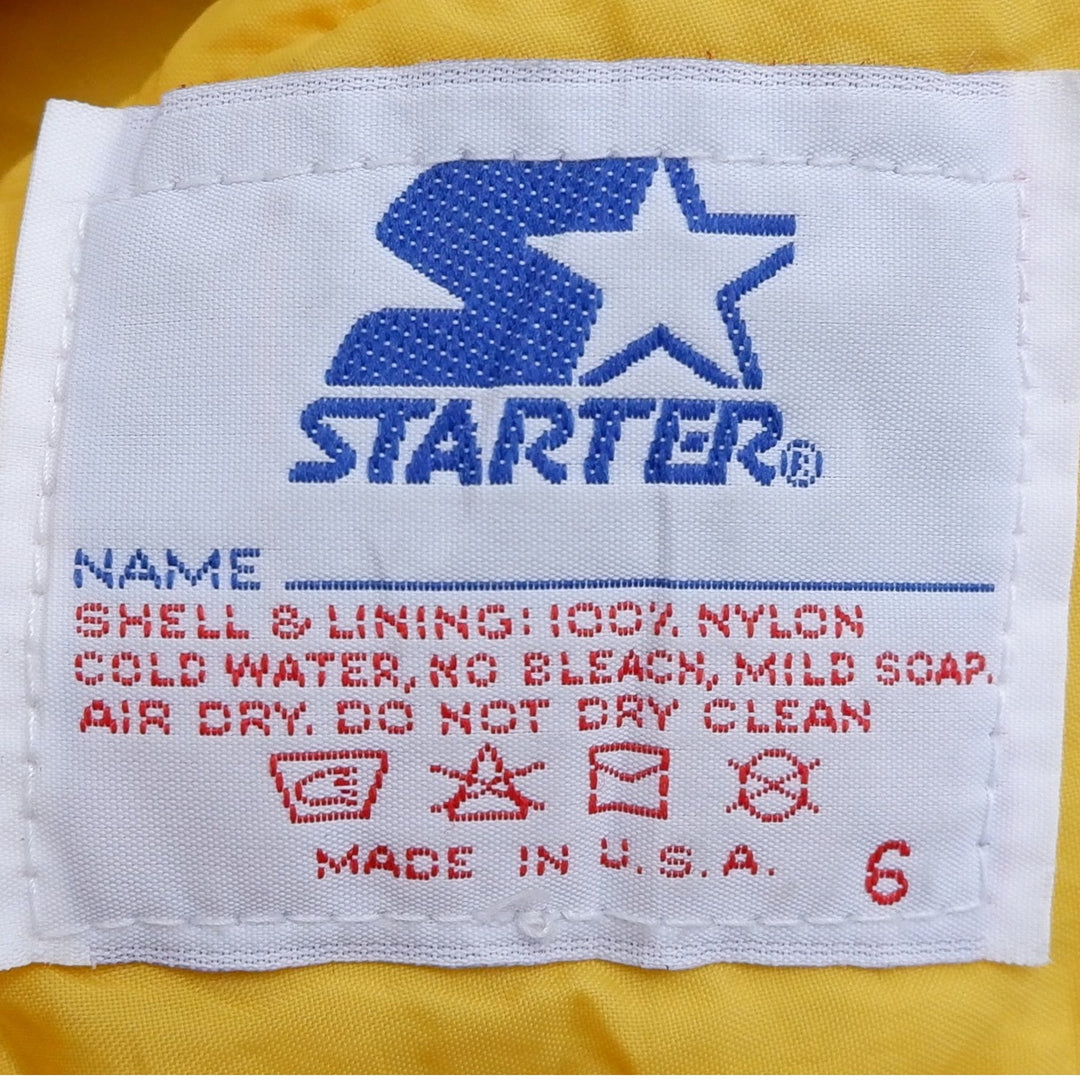 STARTER®
NAME
SHELL & LINING: 100% NYLON
COLD WATER, NO BLEACH, MILD SOAP.
AIR DRY. DO NOT DRY CLEAN
MADE IN U.S.A. 6